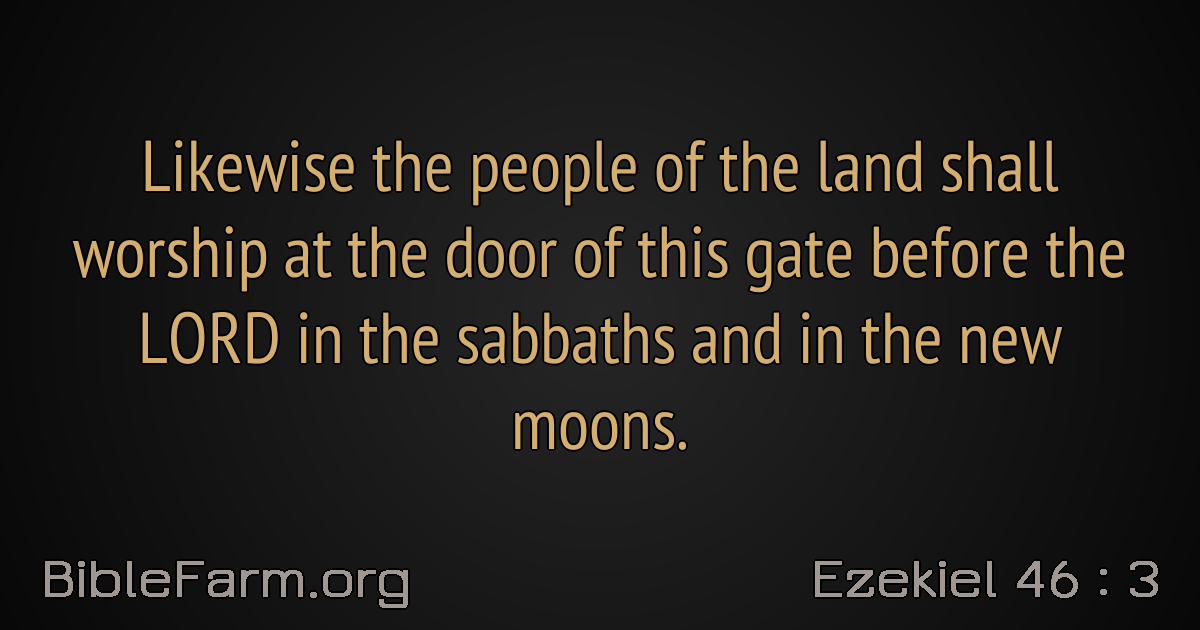 Likewise the people of the land shall
worship at the door of this gate before the
LORD in the sabbaths and in the new
moons.
BibleFarm.org
Ezekiel 46 : 3